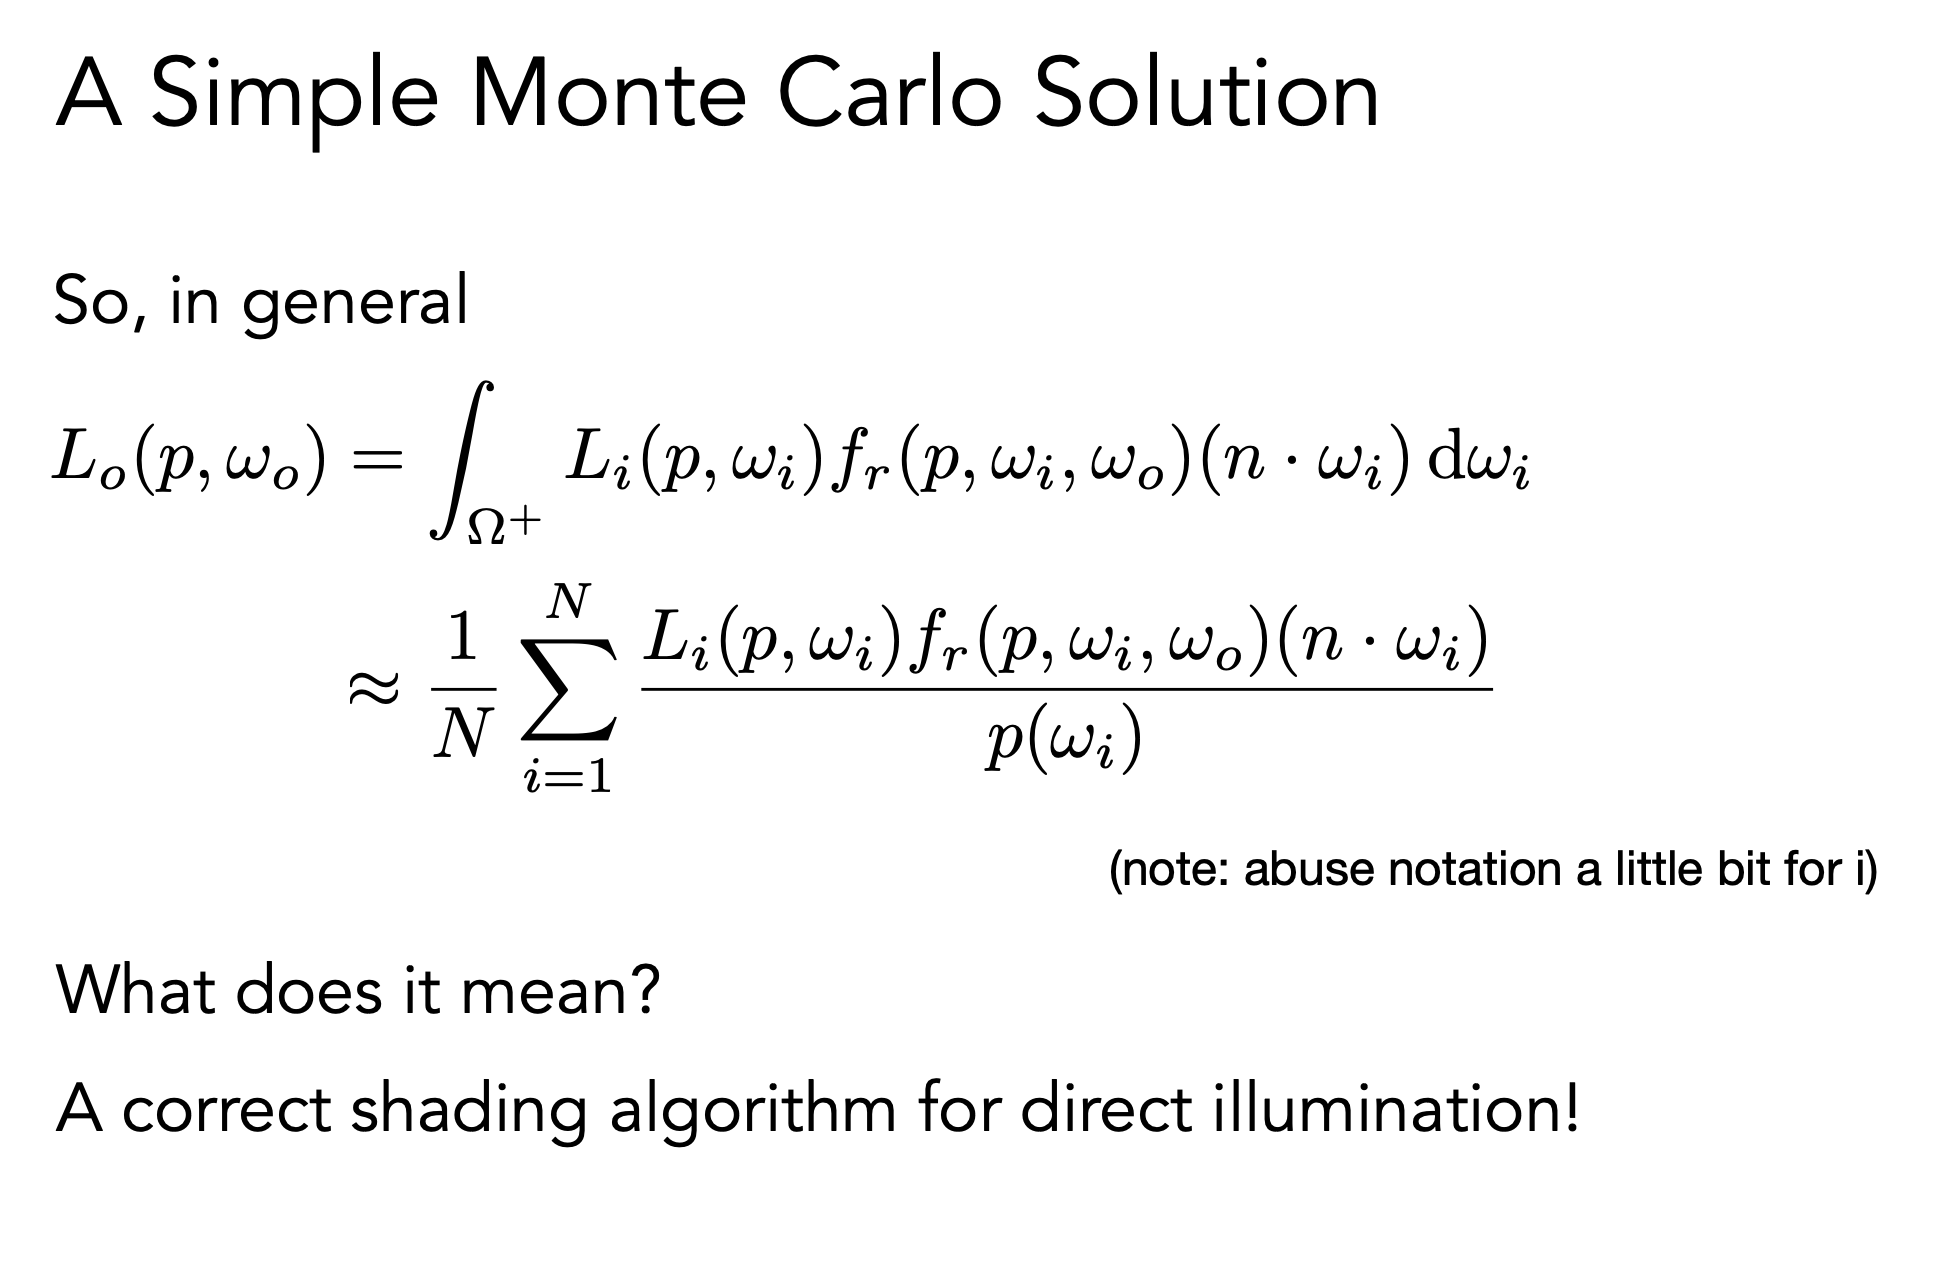 A Simple Monte Carlo Solution
So, in general
$L_o(p, \omega_o) = \int_{\Omega^+} L_i(p, \omega_i) f_r(p, \omega_i, \omega_o)(n \cdot \omega_i) \, \mathrm{d}\omega_i$
$\approx \frac{1}{N} \sum_{i=1}^{N} \frac{L_i(p, \omega_i) f_r(p, \omega_i, \omega_o)(n \cdot \omega_i)}{p(\omega_i)}$
(note: abuse notation a little bit for i)
What does it mean?
A correct shading algorithm for direct illumination!